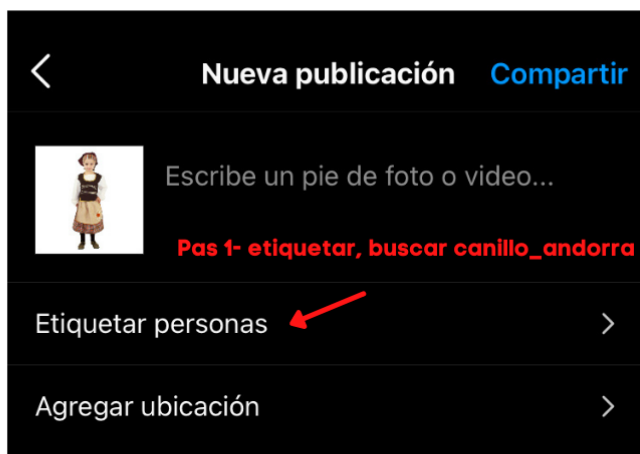 Nueva publicación Compartir
Escribe un pie de foto o video...
Pas 1- etiquetar, buscar canillo_andorra
Etiquetar personas
Agregar ubicación